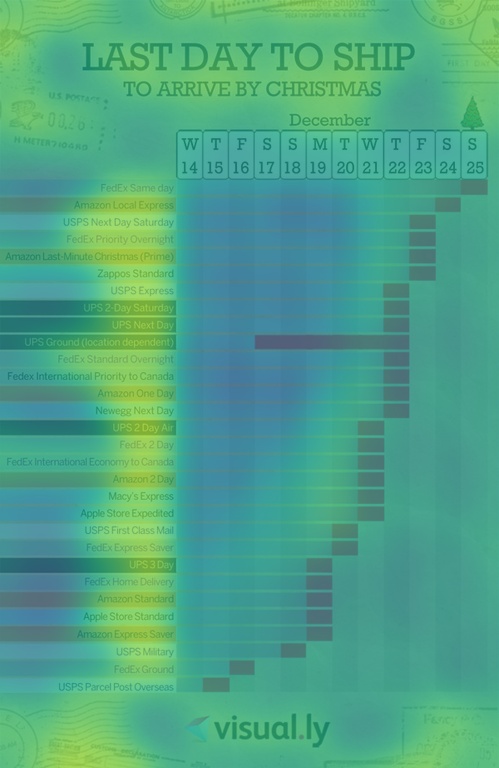 LAST DAY TO SHIP
TO ARRIVE BY CHRISTMAS
December
W T F S S M T W T F S S
14 15 16 17 18 19 20 21 22 23 24 25
FedEx Same day
Amazon Local Express
USPS Next Day Saturday
FedEx Priority Overnight
Amazon Last-Minute Christmas (Prime)
Zappos Standard
USPS Express
UPS 2-Day Saturday
UPS Next Day
UPS Ground (location dependent)
FedEx Standard Overnight
Fedex International Priority to Canada
Amazon One Day
Newegg Next Day
UPS 2 Day Air
FedEx 2 Day
FedEx International Economy to Canada
Amazon 2 Day
Macy's Express
Apple Store Expedited
USPS First Class Mail
FedEx Express Saver
UPS 3 Day
FedEx Home Delivery
Amazon Standard
Apple Store Standard
Amazon Express Saver
USPS Military
FedEx Ground
USPS Parcel Post Overseas
visual.ly